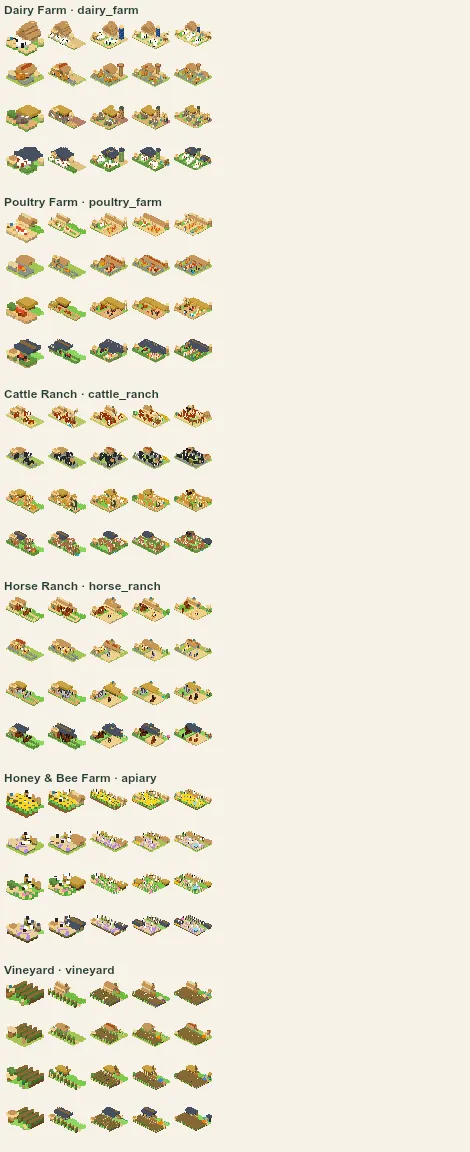 Dairy Farm · dairy_farm
Poultry Farm · poultry_farm
Cattle Ranch · cattle_ranch
Horse Ranch · horse_ranch
Honey & Bee Farm · apiary
Vineyard · vineyard